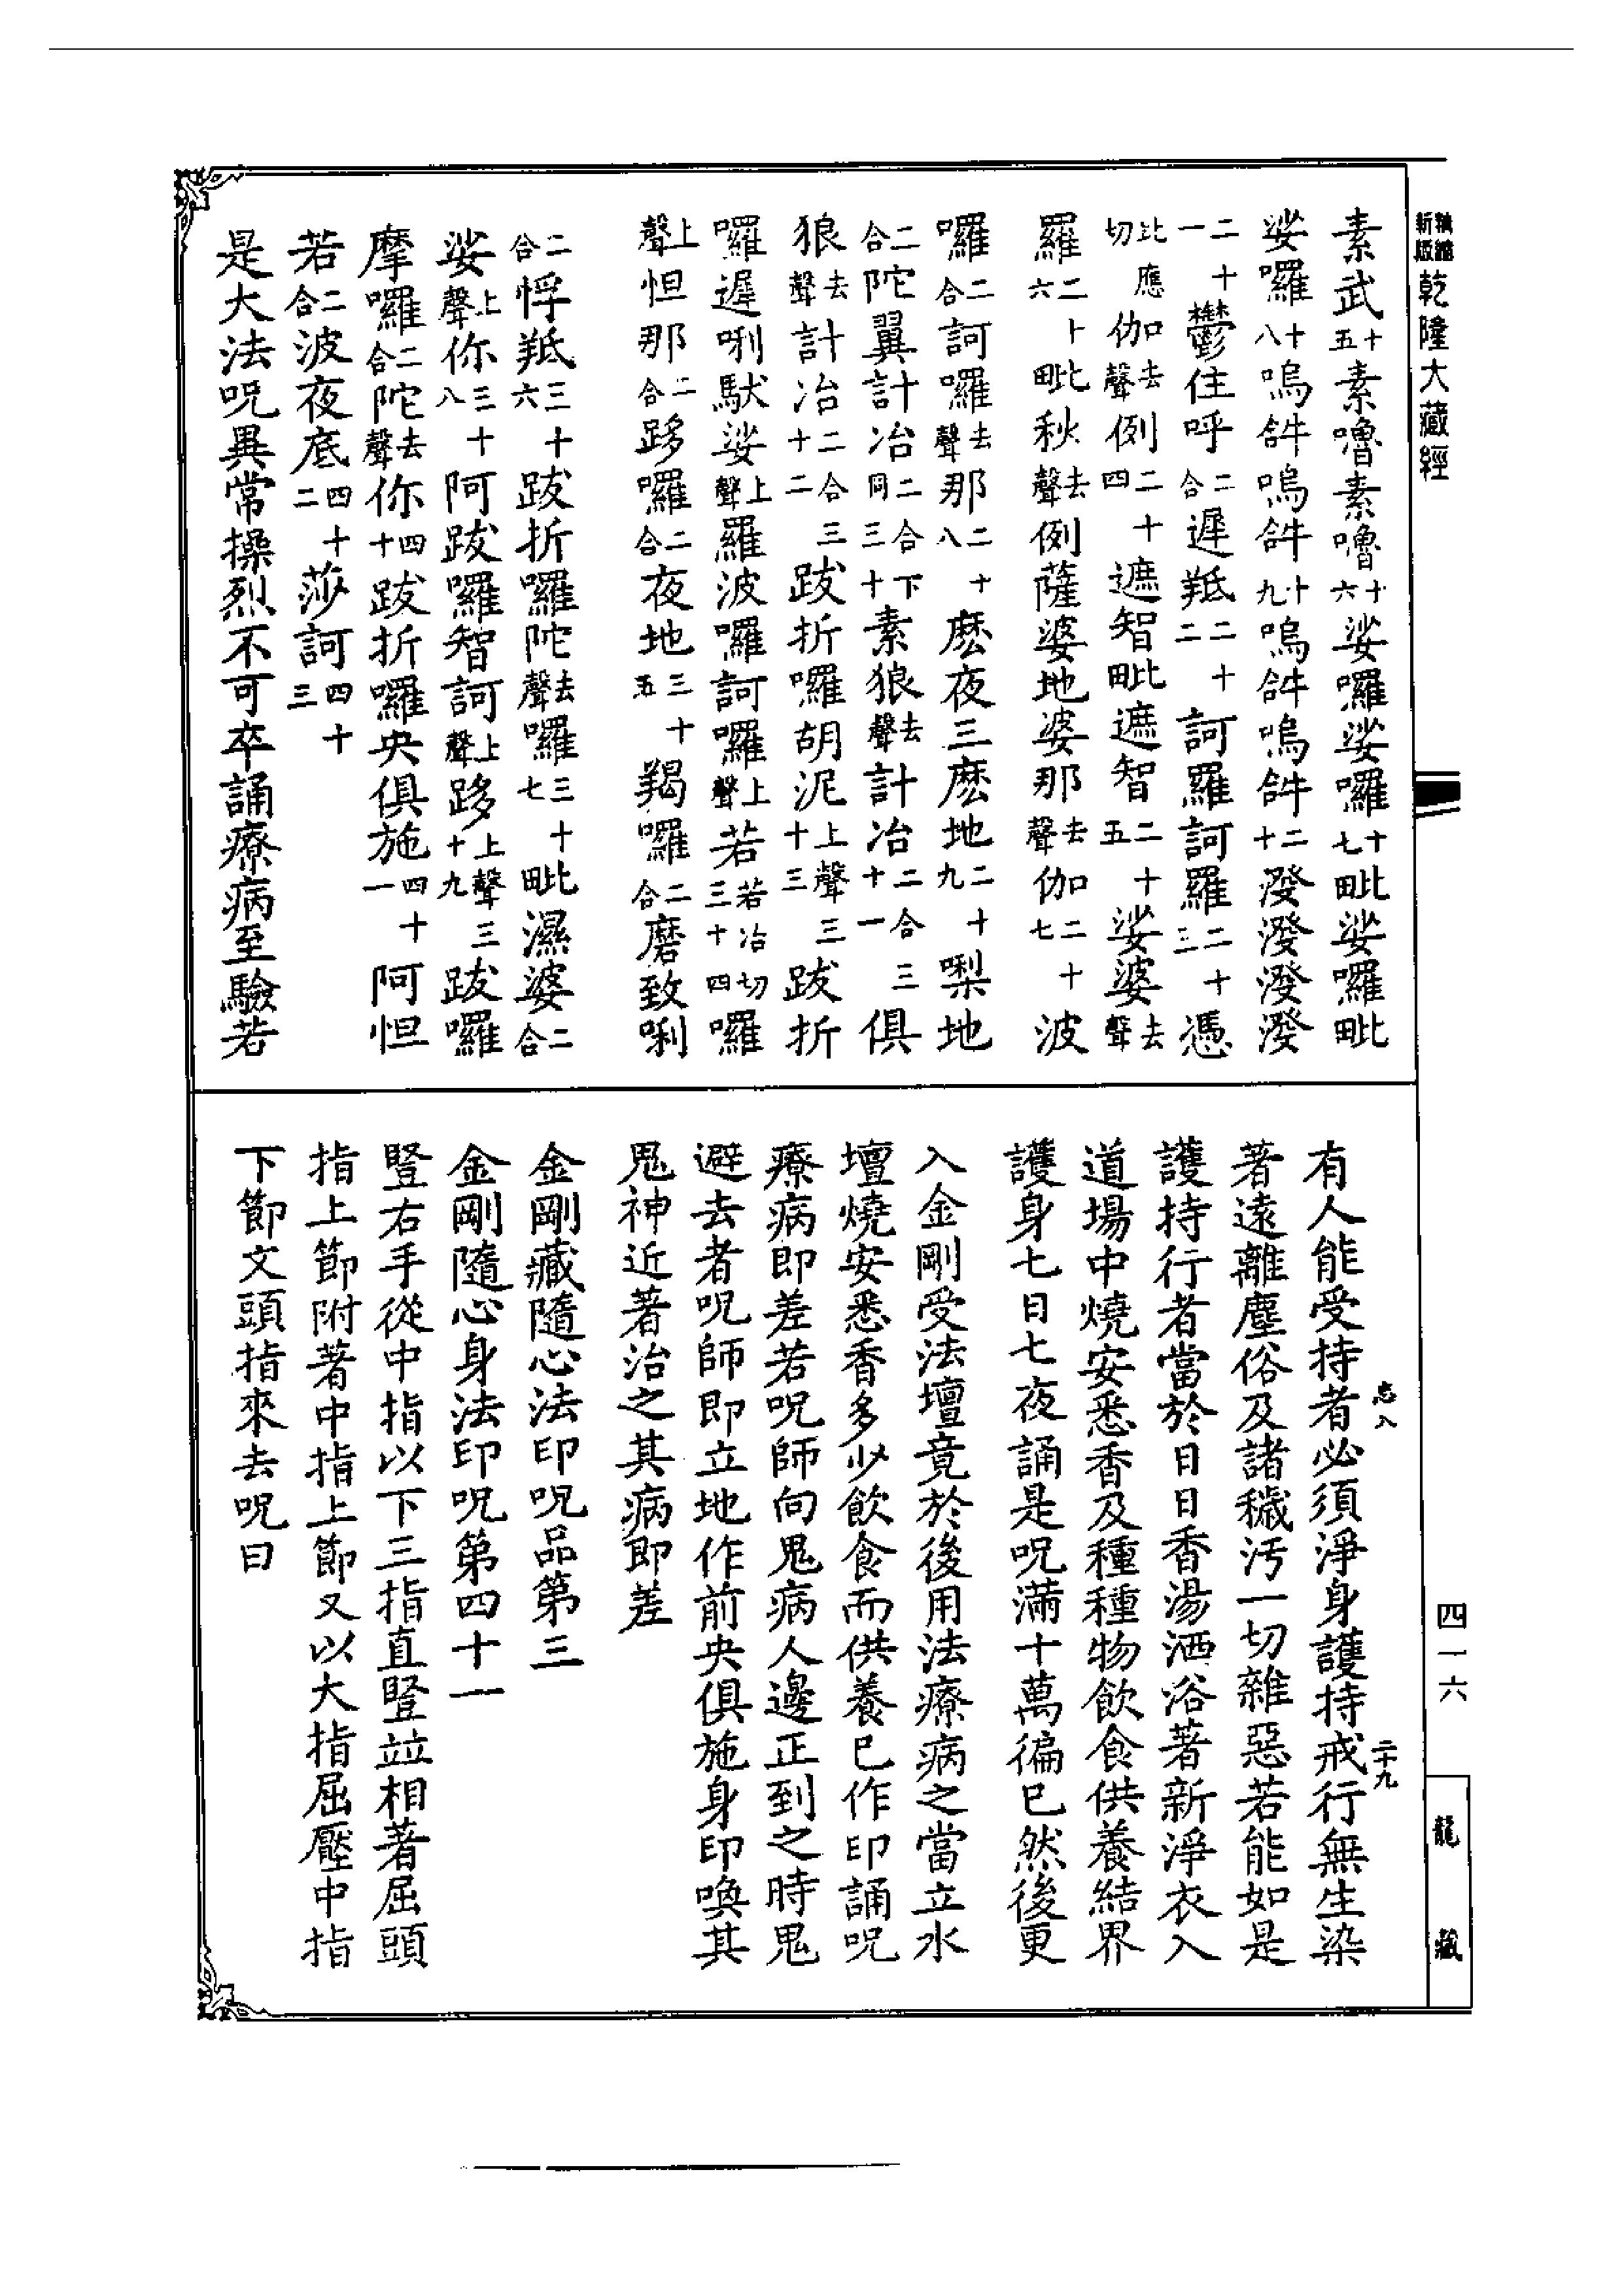 新版精縮
乾隆大藏經
素武十五素嚕素嚕十六娑囉娑囉十七毗娑囉毗
娑囉十八嗚𤙖嗚𤙖十九嗚𤙖嗚𤙖二十潑潑潑潑
二十一鬱住呼二合遲羝二十二訶羅訶羅二十三憑
此應切伽去聲例二十四遮智毗遮智二十五娑婆去聲
羅二十六毗秋去聲例薩婆地婆那去聲伽二十七波
囉二合訶囉去聲那二十八麽夜三麽地二十九㗚地
二合陀翼計冶二合下同三十素狼去聲計冶二合三十一俱
狼去聲計冶二合三十二跋折囉胡泥上聲三十三跋折
囉遲唎馱娑上聲羅波囉訶囉上聲若若冶切三十四囉
上聲怛那二合跢囉二合夜地三十五羯囉二合磨致唎
二合悖羝三十六跋折囉陀去聲囉三十七毗濕婆二合
娑上聲你三十八阿跋囉智訶上聲跢上聲三十九跋囉
摩囉二合陀去聲你四十跋折囉央俱施四十一阿怛
若二合波夜底四十二莎訶四十三
是大法呪異常操烈不可卒誦療病至驗若
有人能受持者必須淨身護持戒行無生染
著遠離塵俗及諸穢汚一切雜惡若能如是
護持行者當於日日香湯洒浴著新淨衣入
道場中燒安悉香及種種物飲食供養結界
護身七日七夜誦是呪滿十萬徧已然後更
入金剛受法壇竟於後用法療病之當立水
壇燒安悉香多少飲食而供養已作印誦呪
療病即差若呪師向鬼病人邊正到之時鬼
避去者呪師即立地作前央俱施身印喚其
鬼神近著治之其病即差
金剛藏隨心法印呪品第三
金剛隨心身法印呪第四十一
豎右手從中指以下三指直豎竝相著屈頭
指上節附著中指上節又以大指屈壓中指
下節文頭指來去呪曰
二十九
四一六
龍藏